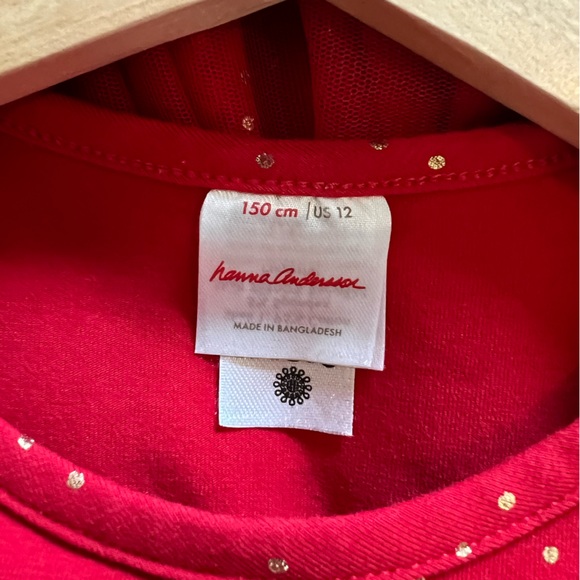 150 cm / US 12
hanna andersson
MADE IN BANGLADESH